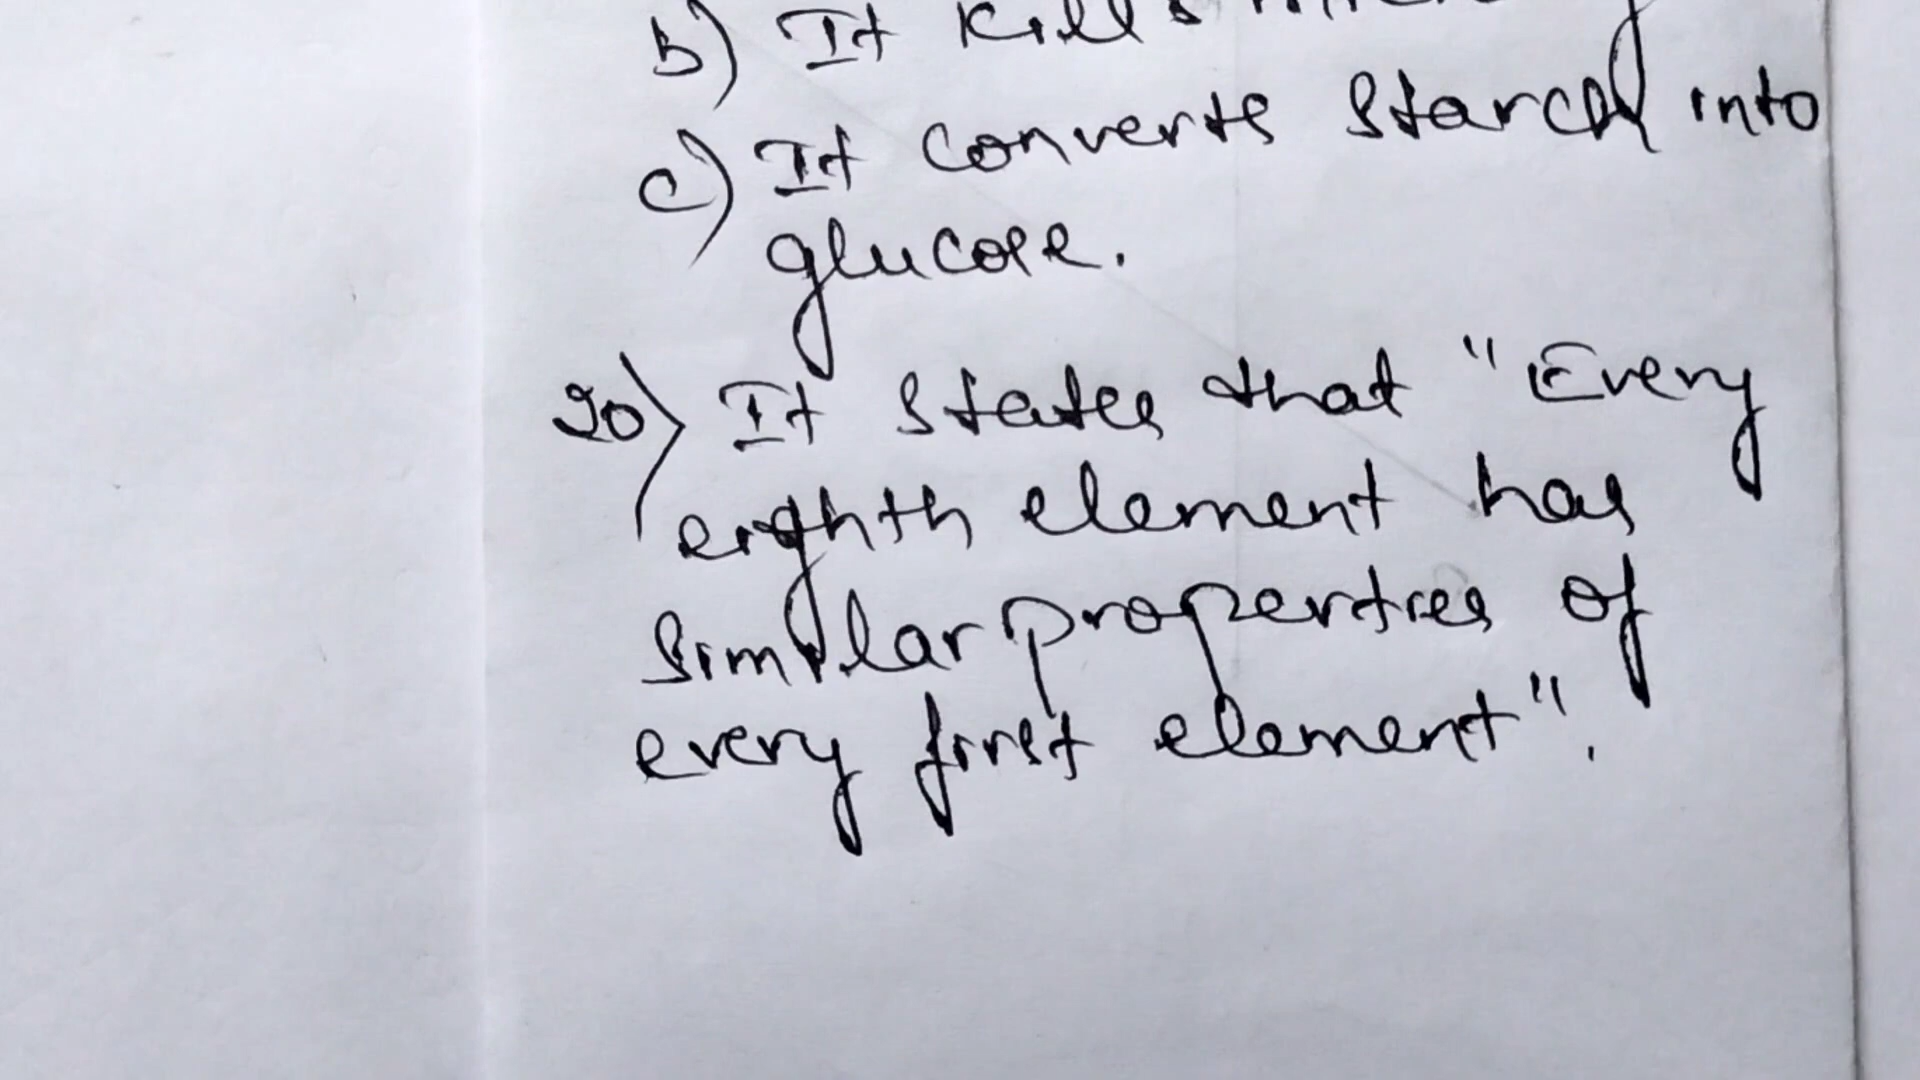 b) It kills
c) It converts starch into
glucose.
20) It states that "Every
eighth element has
similar properties of
every first element".